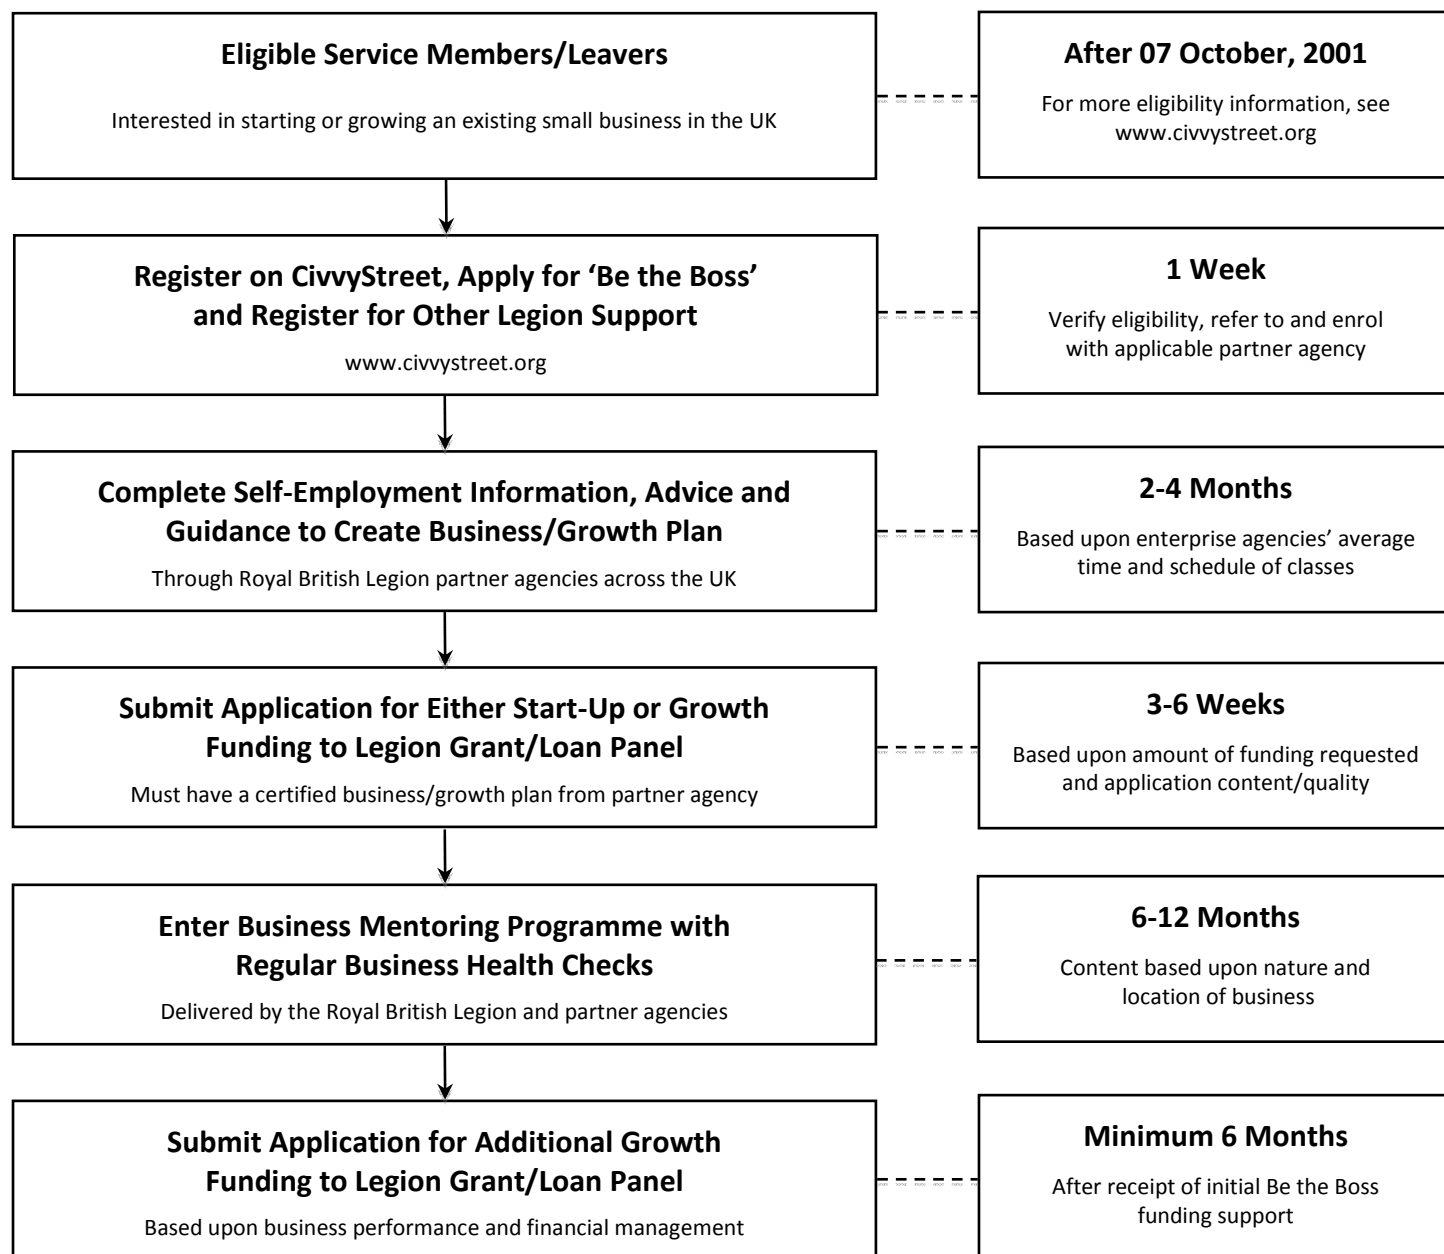 Eligible Service Members/Leavers
Interested in starting or growing an existing small business in the UK
After 07 October, 2001
For more eligibility information, see
www.civvystreet.org
Register on CivvyStreet, Apply for ‘Be the Boss’
and Register for Other Legion Support
www.civvystreet.org
1 Week
Verify eligibility, refer to and enrol
with applicable partner agency
Complete Self-Employment Information, Advice and
Guidance to Create Business/Growth Plan
Through Royal British Legion partner agencies across the UK
2-4 Months
Based upon enterprise agencies’ average
time and schedule of classes
Submit Application for Either Start-Up or Growth
Funding to Legion Grant/Loan Panel
Must have a certified business/growth plan from partner agency
3-6 Weeks
Based upon amount of funding requested
and application content/quality
Enter Business Mentoring Programme with
Regular Business Health Checks
Delivered by the Royal British Legion and partner agencies
6-12 Months
Content based upon nature and
location of business
Submit Application for Additional Growth
Funding to Legion Grant/Loan Panel
Based upon business performance and financial management
Minimum 6 Months
After receipt of initial Be the Boss
funding support